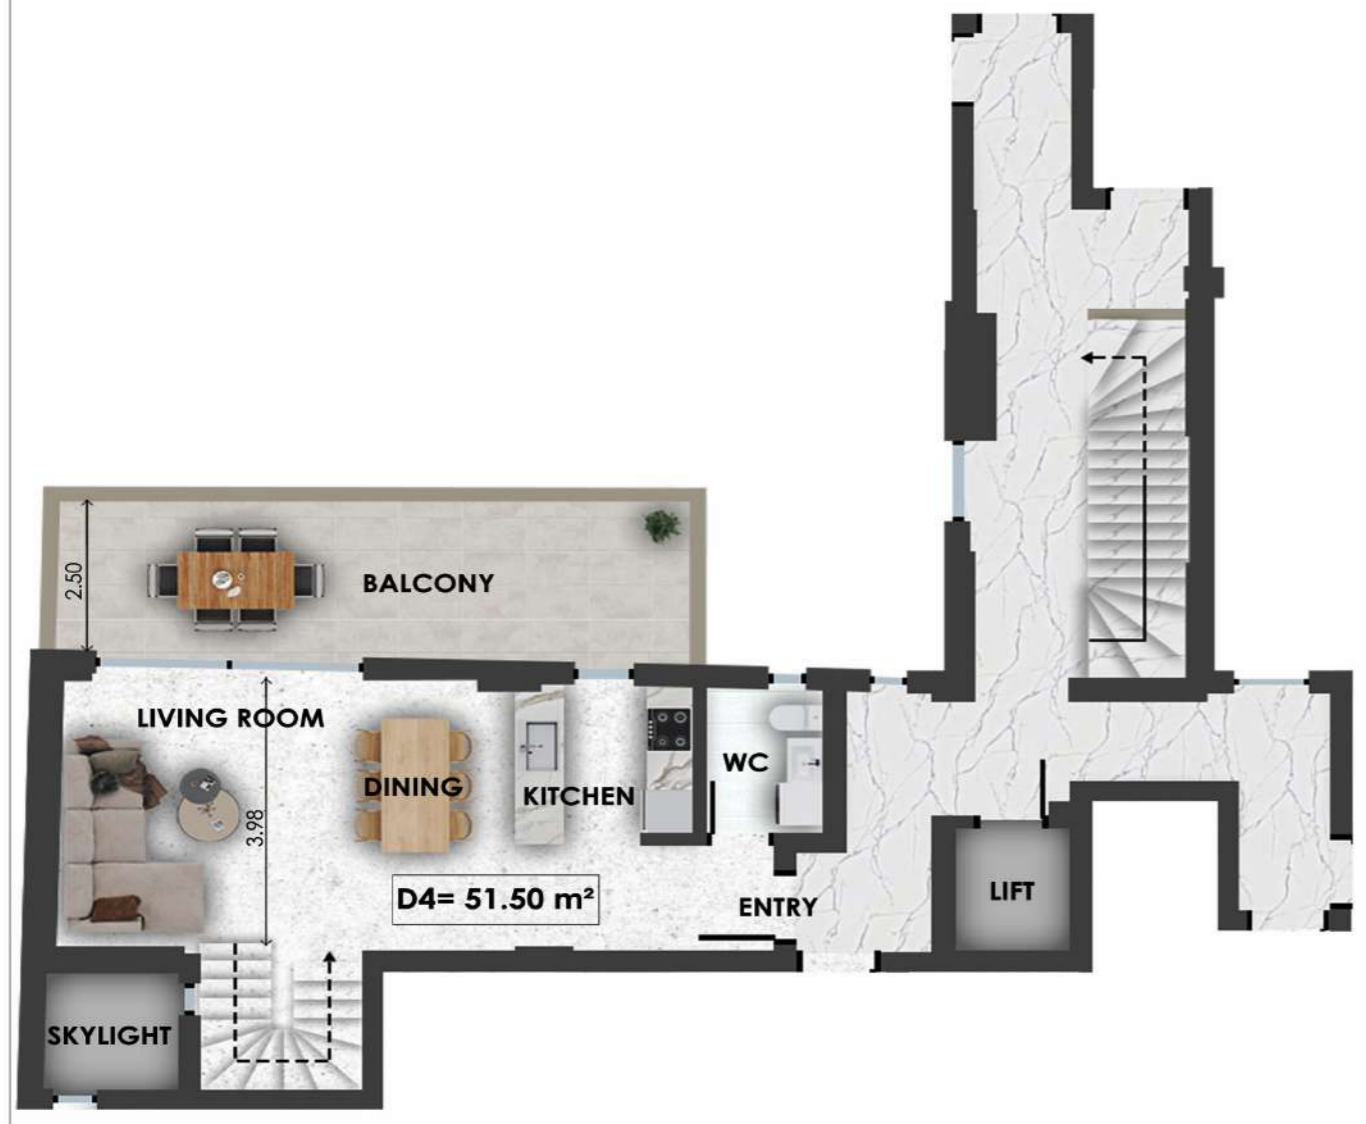 BALCONY
2.50
LIVING ROOM
DINING
KITCHEN
WC
3.98
D4= 51.50 m²
ENTRY
LIFT
SKYLIGHT